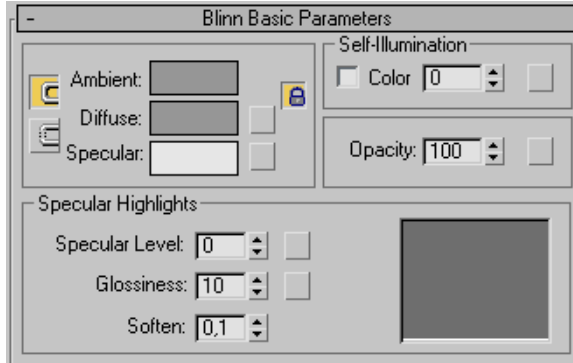 - Blinn Basic Parameters
Self-Illumination
Ambient:
Color 0
Diffuse:
Specular:
Opacity: 100
Specular Highlights
Specular Level: 0
Glossiness: 10
Soften: 0,1